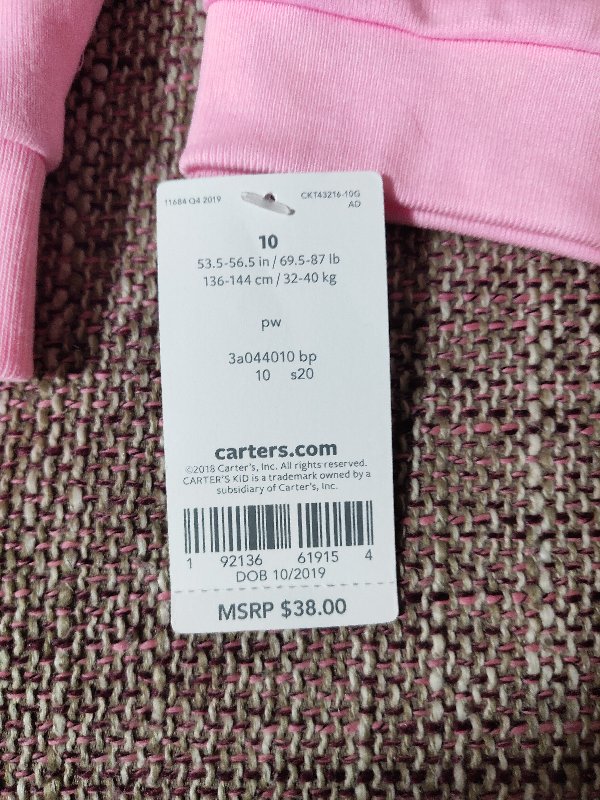 11684 Q4 2019
CKT43216-10G
AD
10
53.5-56.5 in / 69.5-87 lb
136-144 cm / 32-40 kg
pw
3a044010 bp
10 s20
carters.com
©2018 Carter's, Inc. All rights reserved.
CARTER'S KID is a trademark owned by a
subsidiary of Carter's, Inc.
1 92136 61915 4
DOB 10/2019
MSRP $38.00